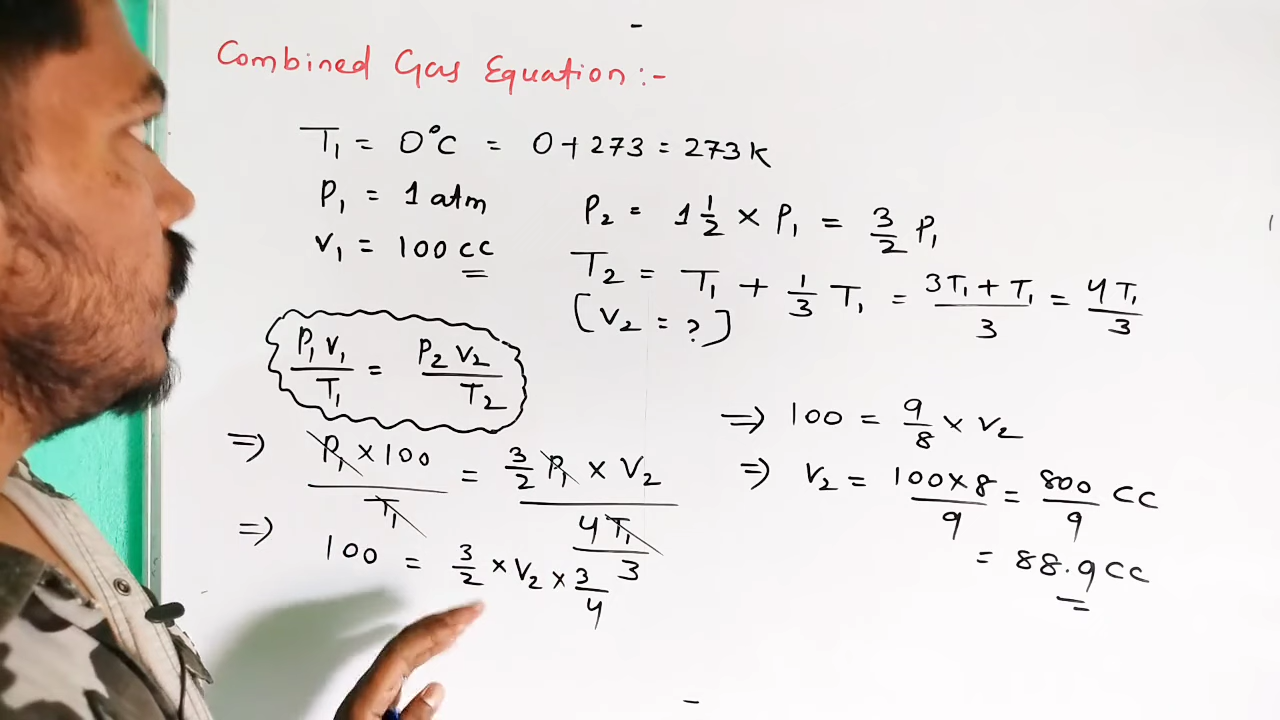 Combined Gas Equation :-
T₁ = 0°C = 0 + 273 = 273 K
P₁ = 1 atm
V₁ = 100 cc
P₂ = 1 1/2 × P₁ = 3/2 P₁
T₂ = T₁ + 1/3 T₁ = (3T₁ + T₁)/3 = 4T₁/3
[V₂ = ?]
P₁V₁/T₁ = P₂V₂/T₂
⇒ (P₁ × 100)/T₁ = (3/2 P₁ × V₂)/(4T₁/3)
⇒ 100 = 3/2 × V₂ × 3/4
⇒ 100 = 9/8 × V₂
⇒ V₂ = (100×8)/9 = 800/9 CC
= 88.9 CC